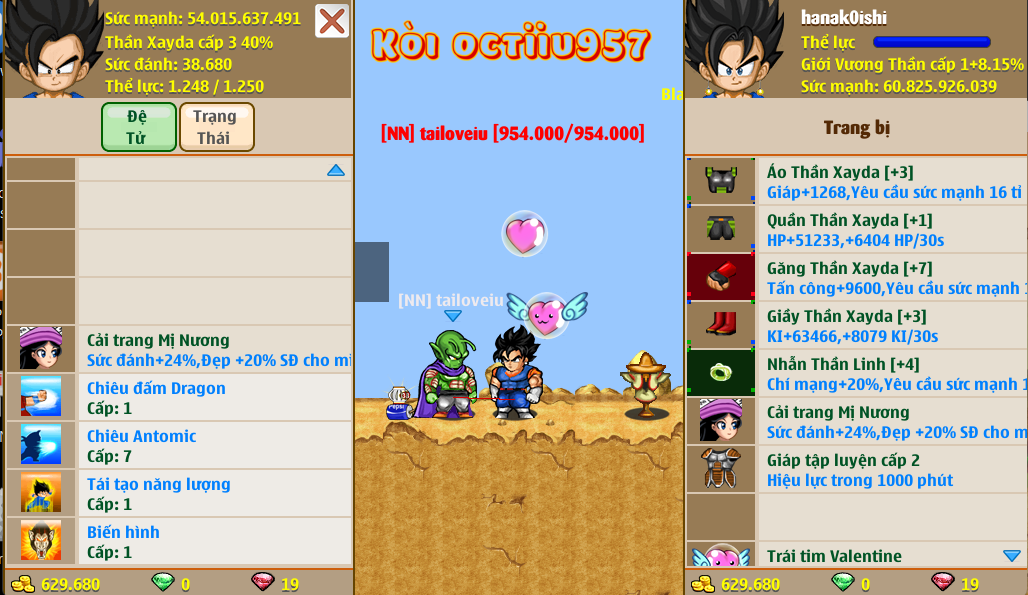 Sức mạnh: 54.015.637.491
Thần Xayda cấp 3 40%
Sức đánh: 38.680
Thể lực: 1.248 / 1.250
Đệ
Tử
Trạng
Thái
Cải trang Mị Nương
Sức đánh+24%,Đẹp +20% SĐ cho mì
Chiêu đấm Dragon
Cấp: 1
Chiêu Antomic
Cấp: 7
Tái tạo năng lượng
Cấp: 1
Biến hình
Cấp: 1
629.680
0
19
Kòi octiiu957
Bla
[NN] tailoveiu [954.000/954.000]
[NN] tailoveiu
pepsi
hanak0ishi
Thể lực
Giới Vương Thần cấp 1+8.15%
Sức mạnh: 60.825.926.039
Trang bị
Áo Thần Xayda [+3]
Giáp+1268,Yêu cầu sức mạnh 16 tỉ
Quần Thần Xayda [+1]
HP+51233,+6404 HP/30s
Găng Thần Xayda [+7]
Tấn công+9600,Yêu cầu sức mạnh 1
Giầy Thần Xayda [+3]
KI+63466,+8079 KI/30s
Nhẫn Thần Linh [+4]
Chí mạng+20%,Yêu cầu sức mạnh 1
Cải trang Mị Nương
Sức đánh+24%,Đẹp +20% SĐ cho m
Giáp tập luyện cấp 2
Hiệu lực trong 1000 phút
Trái tim Valentine
629.680
0
19